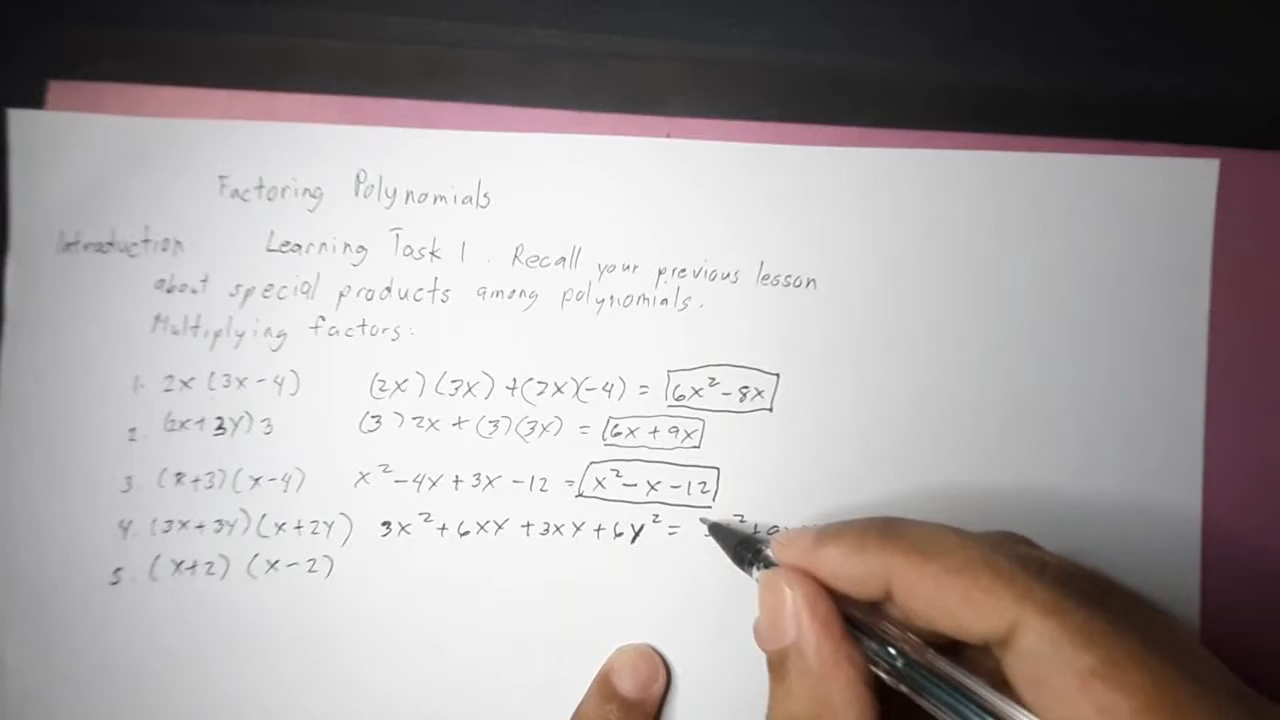 Factoring Polynomials
Introduction Learning Task 1. Recall your previous lesson
about special products among polynomials.
Multiplying factors:
1. 2x (3x-4) (2x)(3x)+(2x)(-4) = 6x²-8x
2. (2x+3y)3 (3)2x+(3)(3x) = 6x+9x
3. (x+3)(x-4) x²-4x+3x-12 = x²-x-12
4. (3x+3y)(x+2y) 3x²+6xy+3xy+6y² =
5. (x+2) (x-2)